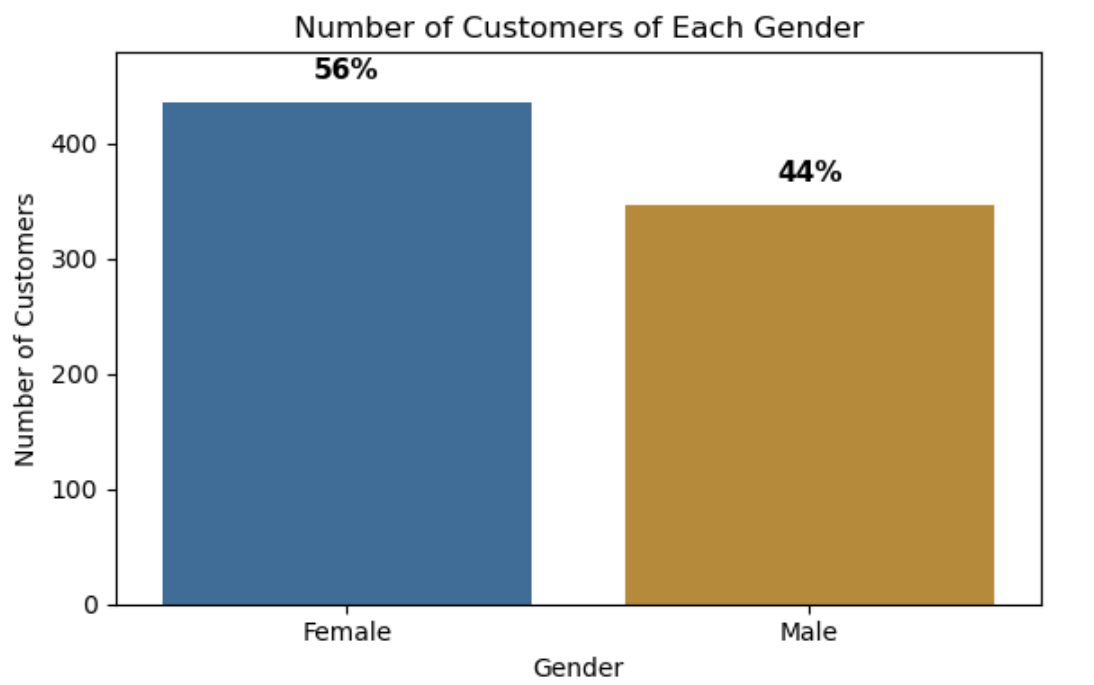 Number of Customers of Each Gender
56%
44%
Number of Customers
400
300
200
100
0
Female
Male
Gender